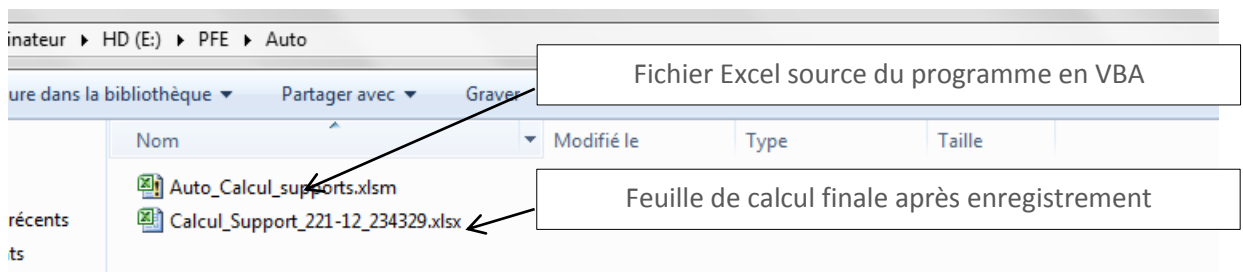 inateur ▸ HD (E:) ▸ PFE ▸ Auto
Fichier Excel source du programme en VBA
ure dans la bibliothèque ▼ Partager avec ▼ Graver
Nom Modifié le Type Taille
Auto_Calcul_supports.xlsm
Feuille de calcul finale après enregistrement
récents Calcul_Support_221-12_234329.xlsx
ts